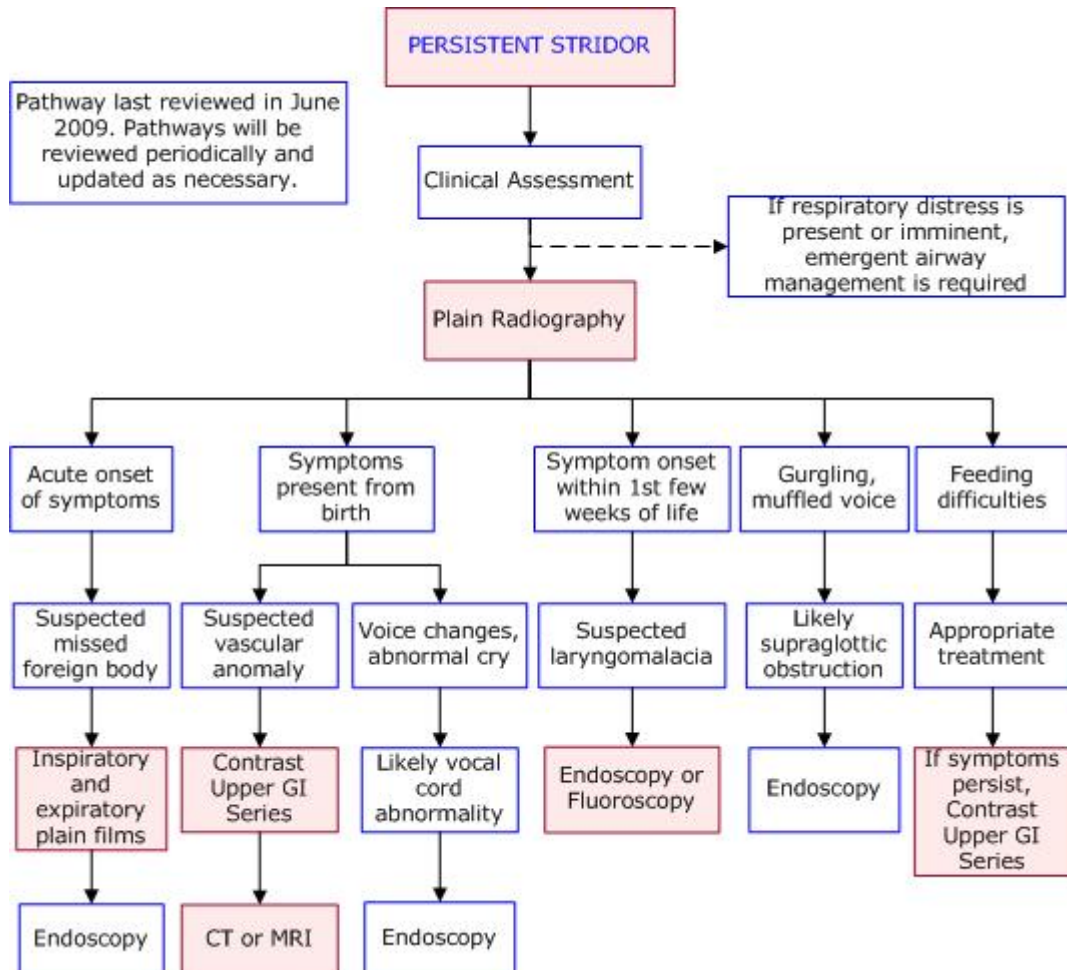 PERSISTENT STRIDOR
Pathway last reviewed in June
2009. Pathways will be
reviewed periodically and
updated as necessary.
Clinical Assessment
If respiratory distress is
present or imminent,
emergent airway
management is required
Plain Radiography
Acute onset
of symptoms
Symptoms
present from
birth
Symptom onset
within 1st few
weeks of life
Gurgling,
muffled voice
Feeding
difficulties
Suspected
missed
foreign body
Suspected
vascular
anomaly
Voice changes,
abnormal cry
Suspected
laryngomalacia
Likely
supraglottic
obstruction
Appropriate
treatment
Inspiratory
and
expiratory
plain films
Contrast
Upper GI
Series
Likely vocal
cord
abnormality
Endoscopy or
Fluoroscopy
Endoscopy
If symptoms
persist,
Contrast
Upper GI
Series
Endoscopy
CT or MRI
Endoscopy